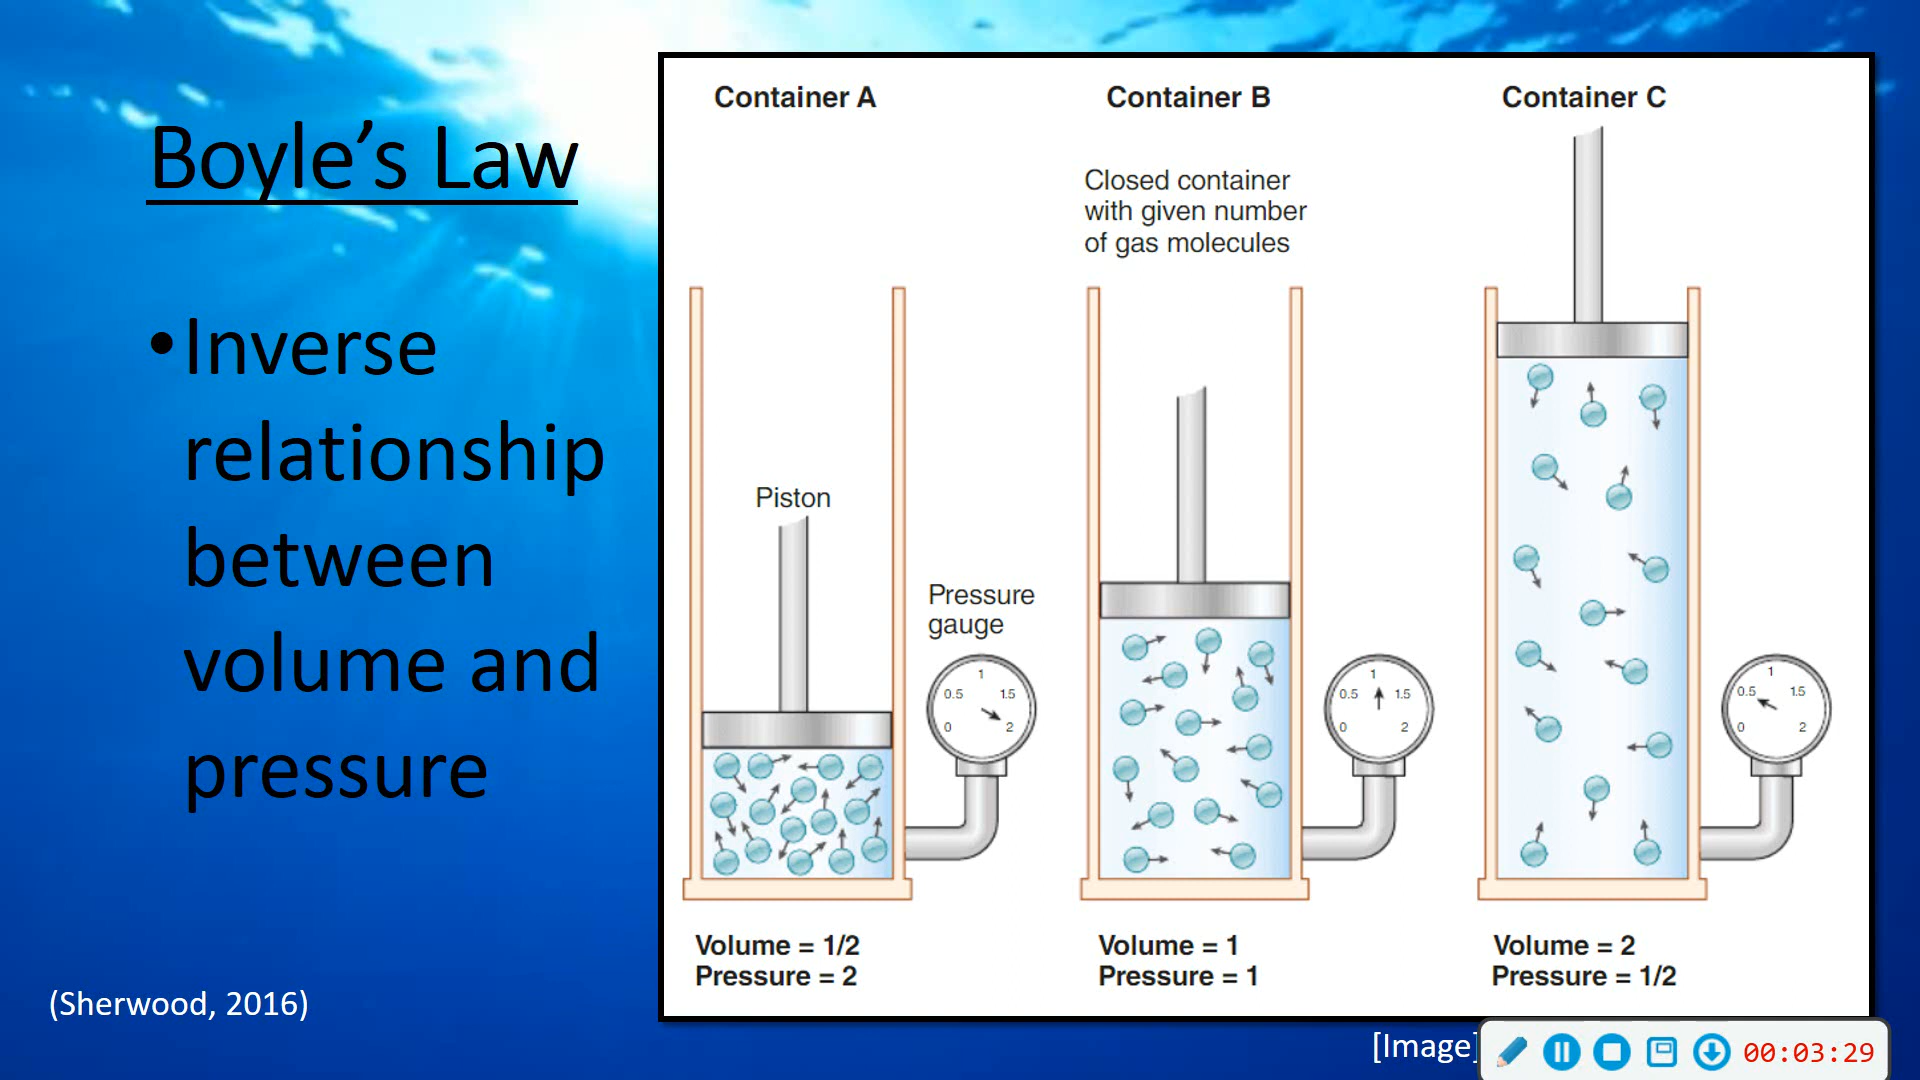 Boyle’s Law
•Inverse
relationship
between
volume and
pressure
(Sherwood, 2016)
Container A
Piston
Pressure
gauge
0
0.5
1
1.5
2
Volume = 1/2
Pressure = 2
Container B
Closed container
with given number
of gas molecules
0
0.5
1
1.5
2
Volume = 1
Pressure = 1
Container C
0
0.5
1
1.5
2
Volume = 2
Pressure = 1/2
[Image]
00:03:29